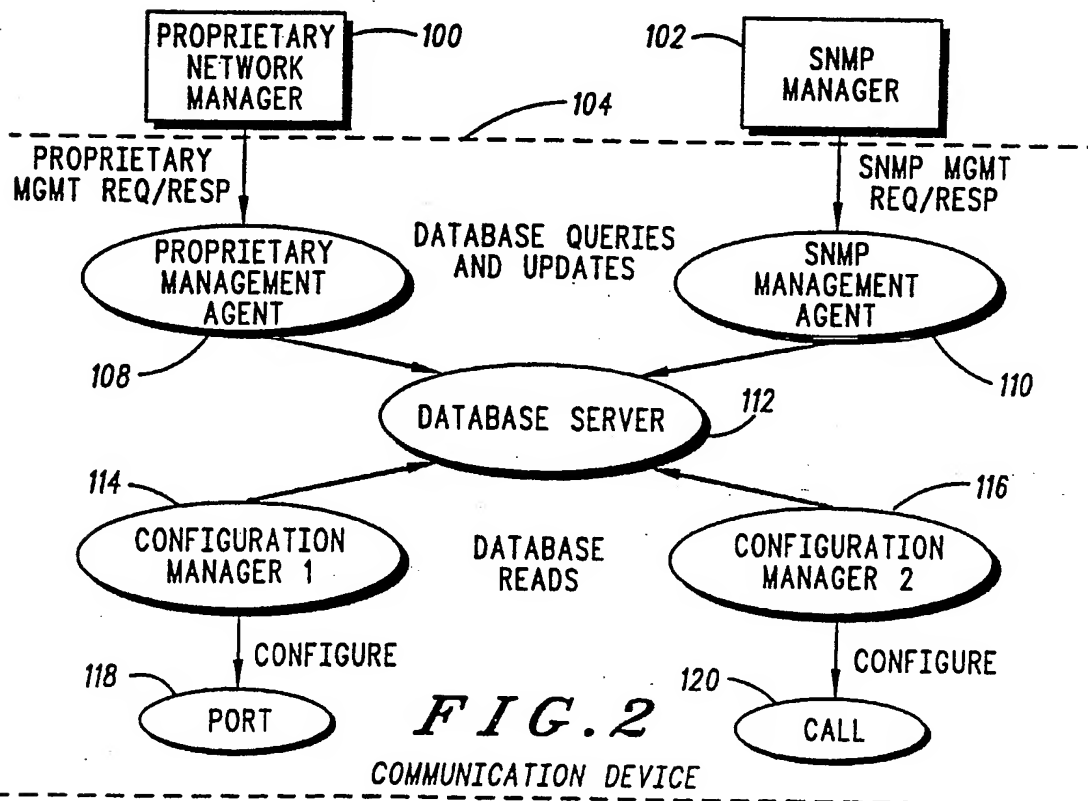 PROPRIETARY
NETWORK
MANAGER
100
102
SNMP
MANAGER
104
PROPRIETARY
MGMT REQ/RESP
SNMP MGMT
REQ/RESP
PROPRIETARY
MANAGEMENT
AGENT
DATABASE QUERIES
AND UPDATES
SNMP
MANAGEMENT
AGENT
108
110
DATABASE SERVER
112
114
116
CONFIGURATION
MANAGER 1
DATABASE
READS
CONFIGURATION
MANAGER 2
CONFIGURE
CONFIGURE
118
120
PORT
FIG.2
CALL
COMMUNICATION DEVICE